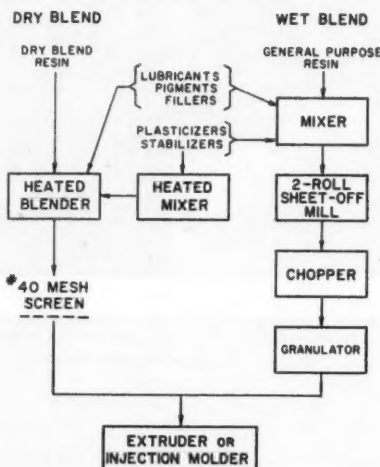 DRY BLEND
WET BLEND
DRY BLEND
RESIN
GENERAL PURPOSE
RESIN
LUBRICANTS
PIGMENTS
FILLERS
MIXER
PLASTICIZERS
STABILIZERS
HEATED
BLENDER
HEATED
MIXER
2-ROLL
SHEET-OFF
MILL
CHOPPER
*40 MESH
SCREEN
GRANULATOR
EXTRUDER OR
INJECTION MOLDER